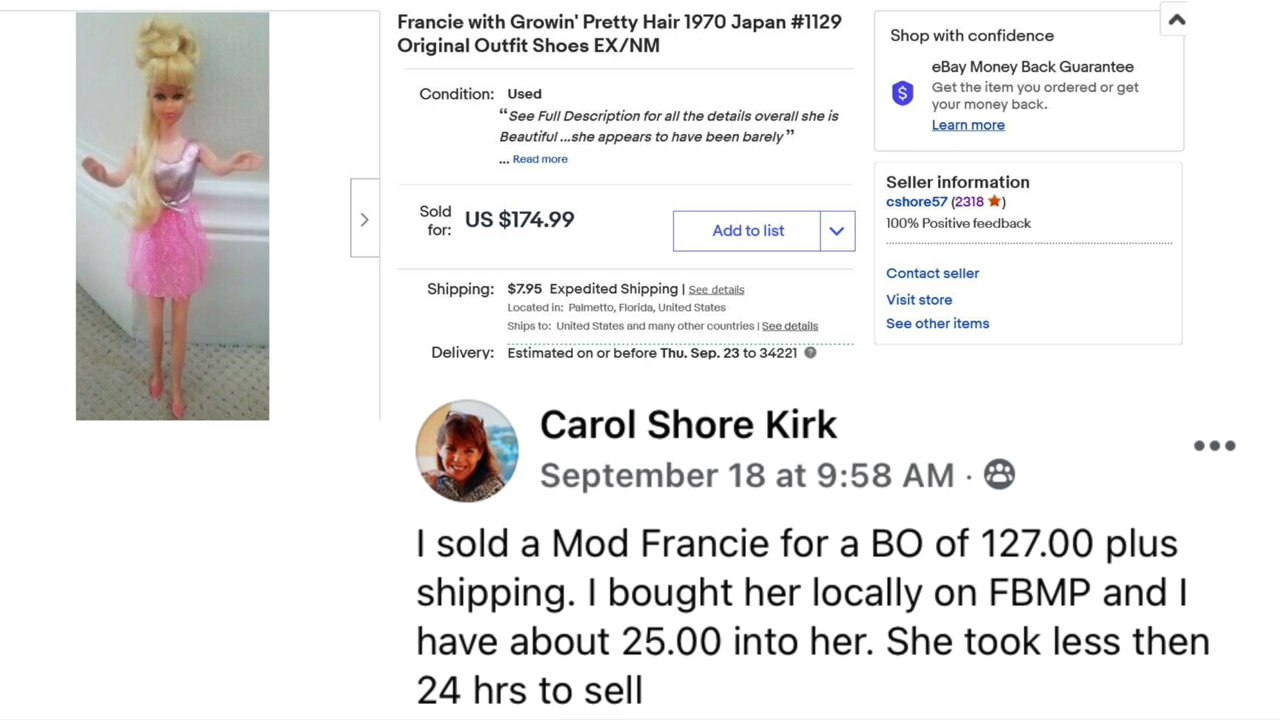 Francie with Growin' Pretty Hair 1970 Japan #1129
Original Outfit Shoes EX/NM
Condition: Used
“See Full Description for all the details overall she is
Beautiful ...she appears to have been barely”
... Read more
Sold for: US $174.99
Add to list
Shipping: $7.95 Expedited Shipping | See details
Located in: Palmetto, Florida, United States
Ships to: United States and many other countries | See details
Delivery: Estimated on or before Thu. Sep. 23 to 34221
Shop with confidence
eBay Money Back Guarantee
Get the item you ordered or get
your money back.
Learn more
Seller information
cshore57 (2318 ★)
100% Positive feedback
Contact seller
Visit store
See other items
Carol Shore Kirk
September 18 at 9:58 AM ·
I sold a Mod Francie for a BO of 127.00 plus
shipping. I bought her locally on FBMP and I
have about 25.00 into her. She took less then
24 hrs to sell